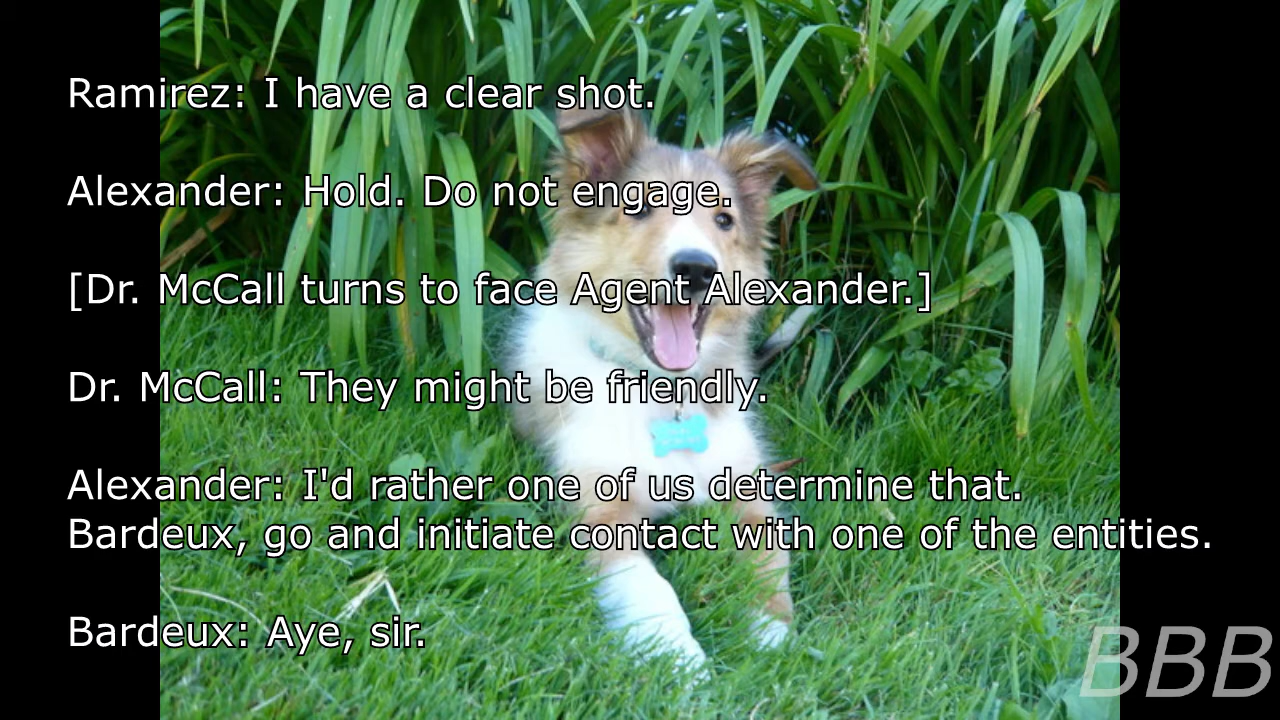 Ramirez: I have a clear shot.
Alexander: Hold. Do not engage.
[Dr. McCall turns to face Agent Alexander.]
Dr. McCall: They might be friendly.
Alexander: I'd rather one of us determine that.
Bardeux, go and initiate contact with one of the entities.
Bardeux: Aye, sir.
BBB